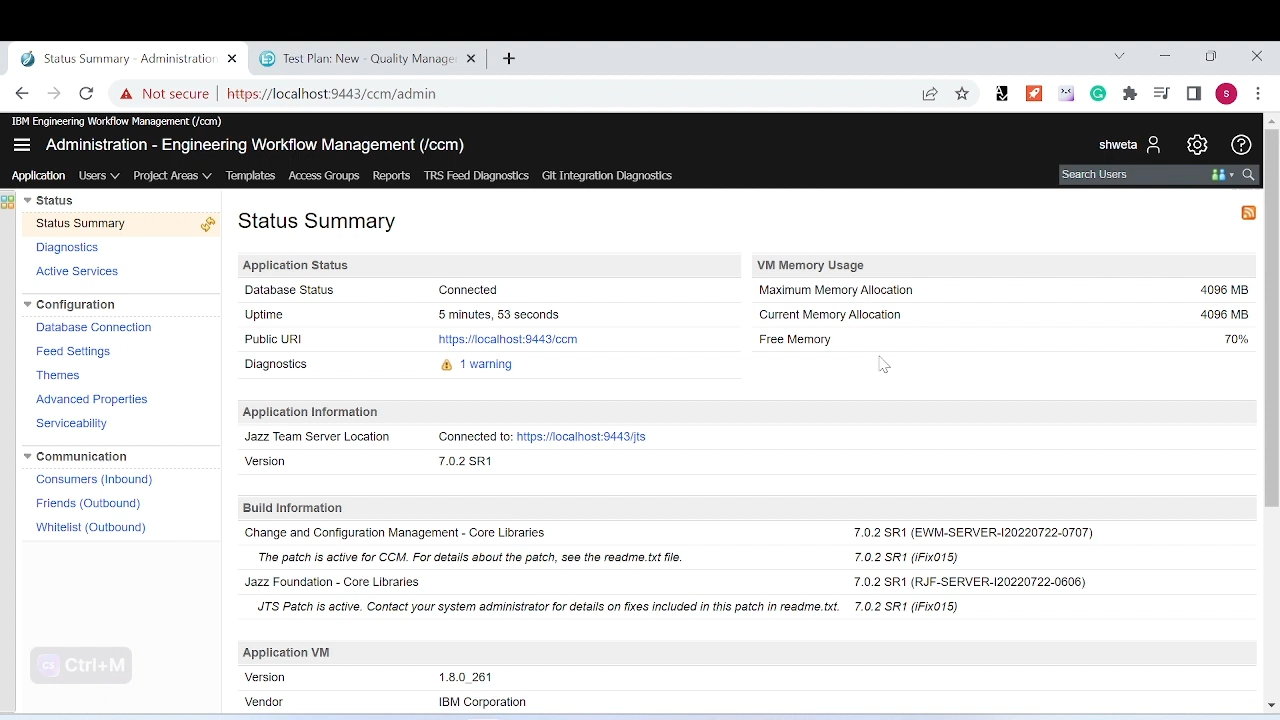 Status Summary - Administration
Test Plan: New - Quality Manager
Not secure
https://localhost:9443/ccm/admin
S
IBM Engineering Workflow Management (/ccm)
Administration - Engineering Workflow Management (/ccm)
shweta
Application Users Project Areas Templates Access Groups Reports TRS Feed Diagnostics Git Integration Diagnostics
Search Users
Status
Status Summary
Diagnostics
Active Services
Configuration
Database Connection
Feed Settings
Themes
Advanced Properties
Serviceability
Communication
Consumers (Inbound)
Friends (Outbound)
Whitelist (Outbound)
Ctrl+M
Status Summary
Application Status
Database Status Connected
Uptime 5 minutes, 53 seconds
Public URI https://localhost:9443/ccm
Diagnostics 1 warning
VM Memory Usage
Maximum Memory Allocation 4096 MB
Current Memory Allocation 4096 MB
Free Memory 70%
Application Information
Jazz Team Server Location Connected to: https://localhost:9443/jts
Version 7.0.2 SR1
Build Information
Change and Configuration Management - Core Libraries 7.0.2 SR1 (EWM-SERVER-I20220722-0707)
The patch is active for CCM. For details about the patch, see the readme.txt file. 7.0.2 SR1 (iFix015)
Jazz Foundation - Core Libraries 7.0.2 SR1 (RJF-SERVER-I20220722-0606)
JTS Patch is active. Contact your system administrator for details on fixes included in this patch in readme.txt. 7.0.2 SR1 (iFix015)
Application VM
Version 1.8.0_261
Vendor IBM Corporation